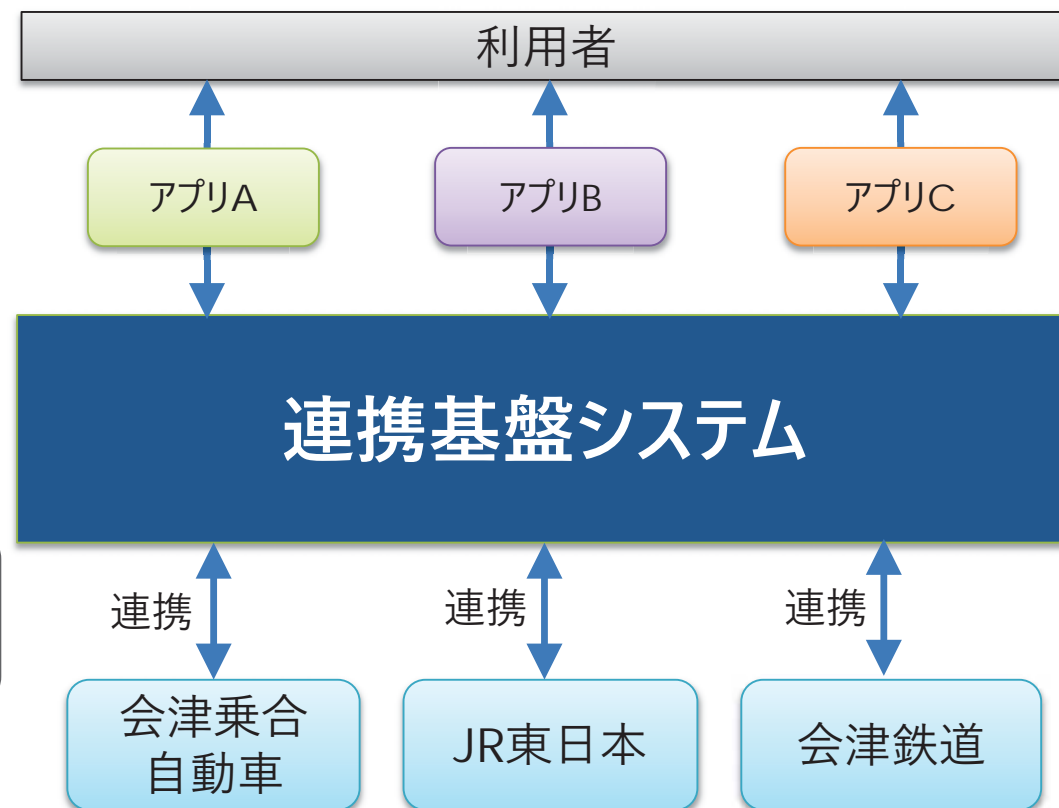 利用者
アプリA
アプリB
アプリC
連携基盤システム
連携
連携
連携
会津乗合
自動車
JR東日本
会津鉄道